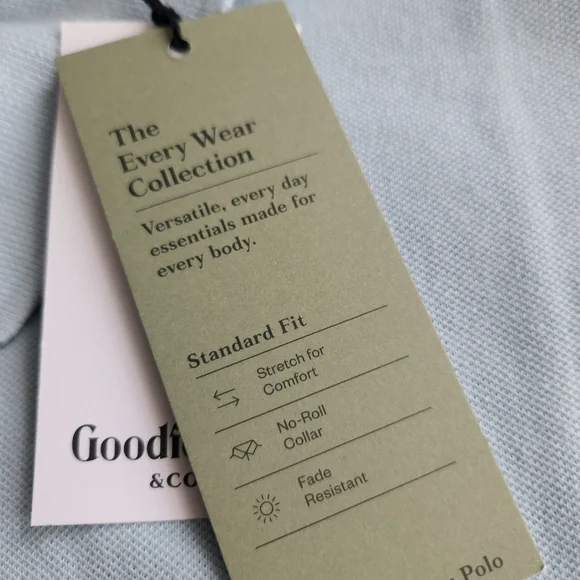 The
Every Wear
Collection
Versatile, every day
essentials made for
every body.
Standard Fit
Stretch for
Comfort
No-Roll
Collar
Fade
Resistant
Polo
Goodf
&CO